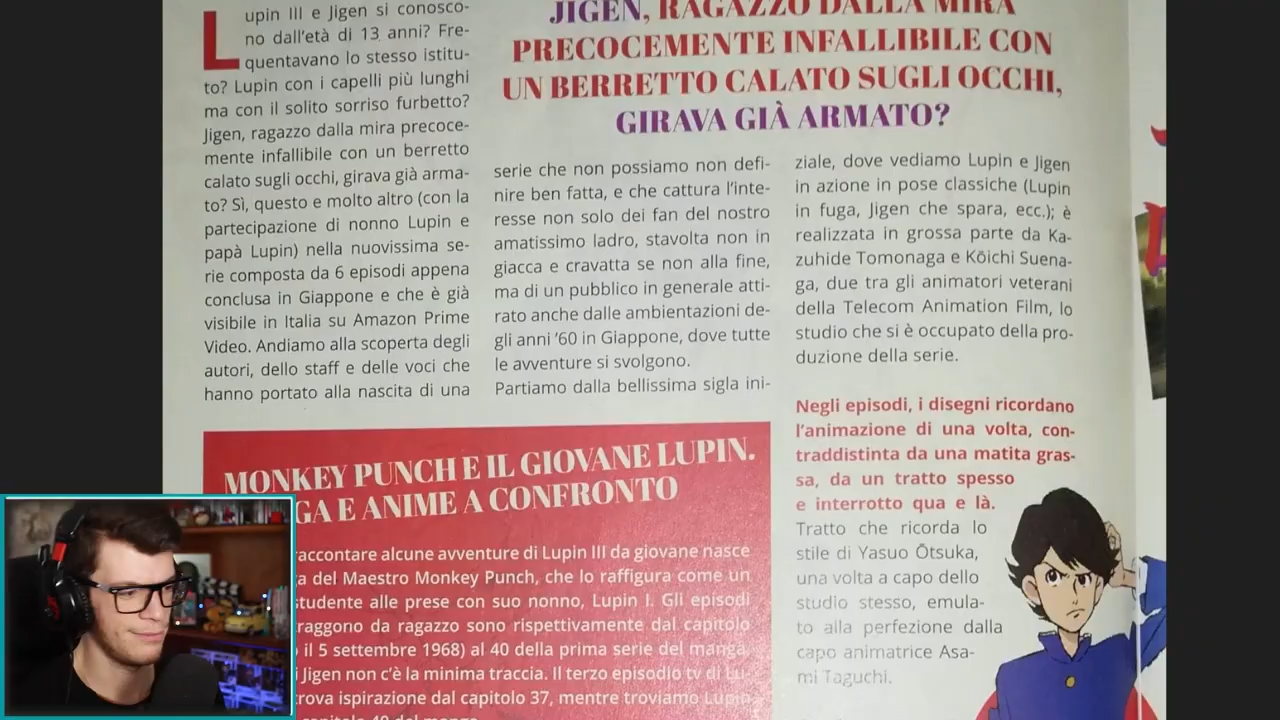 Lupin III e Jigen si conosco-
no dall'età di 13 anni? Fre-
quentavano lo stesso istitu-
to? Lupin con i capelli più lunghi
ma con il solito sorriso furbetto?
Jigen, ragazzo dalla mira precoce-
mente infallibile con un berretto
calato sugli occhi, girava già arma-
to? Sì, questo e molto altro (con la
partecipazione di nonno Lupin e
papà Lupin) nella nuovissima se-
rie composta da 6 episodi appena
conclusa in Giappone e che è già
visibile in Italia su Amazon Prime
Video. Andiamo alla scoperta degli
autori, dello staff e delle voci che
hanno portato alla nascita di una
JIGEN, RAGAZZO DALLA MIRA
PRECOCEMENTE INFALLIBILE CON
UN BERRETTO CALATO SUGLI OCCHI,
GIRAVA GIÀ ARMATO?
serie che non possiamo non defi-
nire ben fatta, e che cattura l'inte-
resse non solo dei fan del nostro
amatissimo ladro, stavolta non in
giacca e cravatta se non alla fine,
ma di un pubblico in generale atti-
rato anche dalle ambientazioni de-
gli anni '60 in Giappone, dove tutte
le avventure si svolgono.
Partiamo dalla bellissima sigla ini-
ziale, dove vediamo Lupin e Jigen
in azione in pose classiche (Lupin
in fuga, Jigen che spara, ecc.); è
realizzata in grossa parte da Ka-
zuhide Tomonaga e Kōichi Suena-
ga, due tra gli animatori veterani
della Telecom Animation Film, lo
studio che si è occupato della pro-
duzione della serie.
Negli episodi, i disegni ricordano
l'animazione di una volta, con-
traddistinta da una matita gras-
sa, da un tratto spesso
e interrotto qua e là.
Tratto che ricorda lo
stile di Yasuo Ōtsuka,
una volta a capo dello
studio stesso, emula-
to alla perfezione dalla
capo animatrice Asa-
mi Taguchi.
MONKEY PUNCH E IL GIOVANE LUPIN.
GA E ANIME A CONFRONTO
raccontare alcune avventure di Lupin III da giovane nasce
a del Maestro Monkey Punch, che lo raffigura come un
studente alle prese con suo nonno, Lupin I. Gli episodi
raggono da ragazzo sono rispettivamente dal capitolo
il 5 settembre 1968) al 40 della prima serie del manga,
i Jigen non c'è la minima traccia. Il terzo episodio tv di Lu-
rova ispirazione dal capitolo 37, mentre troviamo Lupin
capitolo 40 del manga.